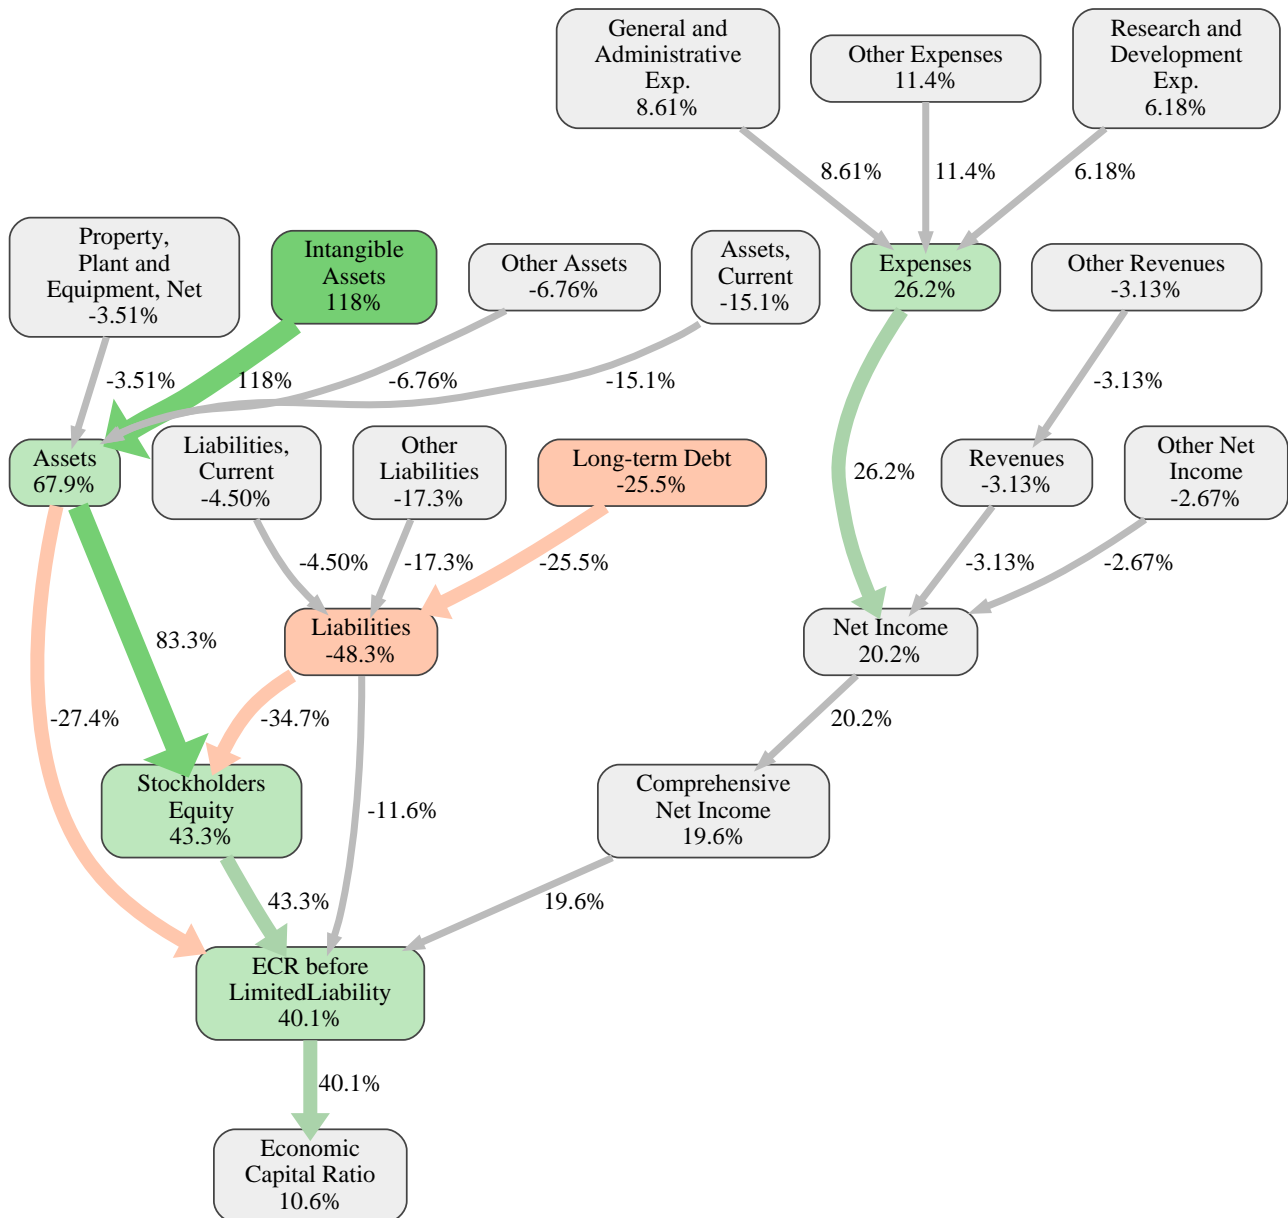 General and
Administrative
Exp.
8.61%
Other Expenses
11.4%
Research and
Development
Exp.
6.18%
8.61%
11.4%
6.18%
Property,
Plant and
Equipment, Net
-3.51%
Intangible
Assets
118%
Other Assets
-6.76%
Assets,
Current
-15.1%
Expenses
26.2%
Other Revenues
-3.13%
-3.51%
118%
-6.76%
-15.1%
-3.13%
Assets
67.9%
Liabilities,
Current
-4.50%
Other
Liabilities
-17.3%
Long-term Debt
-25.5%
26.2%
Revenues
-3.13%
Other Net
Income
-2.67%
-4.50%
-17.3%
-25.5%
-3.13%
-2.67%
83.3%
Liabilities
-48.3%
Net Income
20.2%
-27.4%
-34.7%
20.2%
Stockholders
Equity
43.3%
-11.6%
Comprehensive
Net Income
19.6%
43.3%
19.6%
ECR before
LimitedLiability
40.1%
40.1%
Economic
Capital Ratio
10.6%